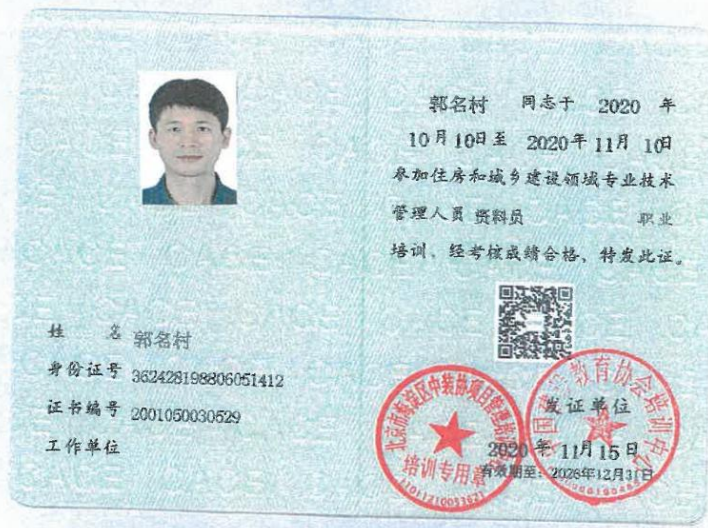 郭名村 同志于 2020 年
10月10日至 2020年11月10日
参加住房和城乡建设领域专业技术
管理人员 资料员 职业
培训、经考核成绩合格、特发此证。
姓 名 郭名村
身份证号 362428198806051412
证书编号 2001050030529
工作单位
发证单位
2020 年 11月 15 日
有效期至：2026年12月31日
培训专用章